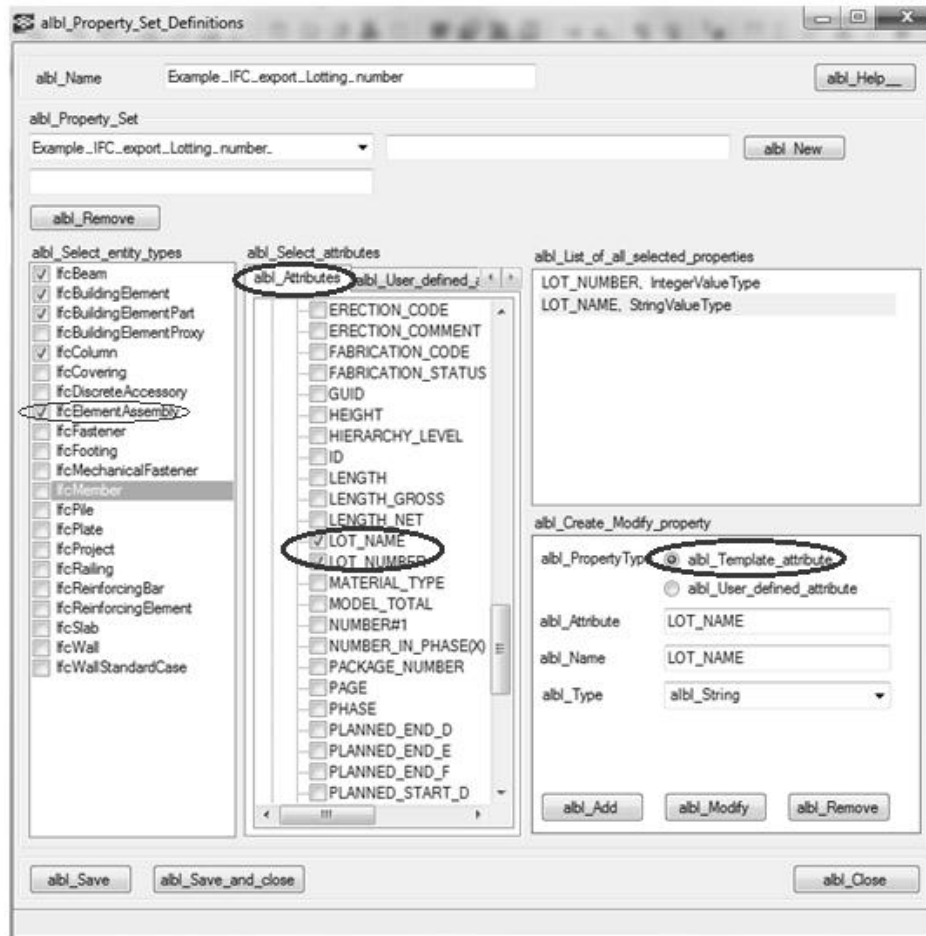 albl_Property_Set_Definitions
albl_Name
Example_IFC_export_Lotting_number
albl_Help__
albl_Property_Set
Example_IFC_export_Lotting_number_
albl_New
albl_Remove
albl_Select_entity_types
IfcBeam
IfcBuildingElement
IfcBuildingElementPart
IfcBuildingElementProxy
IfcColumn
IfcCovering
IfcDiscreteAccessory
IfcElementAssembly
IfcFastener
IfcFooting
IfcMechanicalFastener
IfcMember
IfcPile
IfcPlate
IfcProject
IfcRailing
IfcReinforcingBar
IfcReinforcingElement
IfcSlab
IfcWall
IfcWallStandardCase
albl_Select_attributes
albl_Attributes
albl_User_defined_
ERECTION_CODE
ERECTION_COMMENT
FABRICATION_CODE
FABRICATION_STATUS
GUID
HEIGHT
HIERARCHY_LEVEL
ID
LENGTH
LENGTH_GROSS
LENGTH_NET
LOT_NAME
LOT_NUMBER
MATERIAL_TYPE
MODEL_TOTAL
NUMBER#1
NUMBER_IN_PHASE(X)
PACKAGE_NUMBER
PAGE
PHASE
PLANNED_END_D
PLANNED_END_E
PLANNED_END_F
PLANNED_START_D
albl_List_of_all_selected_properties
LOT_NUMBER, IntegerValueType
LOT_NAME, StringValueType
albl_Create_Modify_property
albl_PropertyType
albl_Template_attribute
albl_User_defined_attribute
albl_Attribute
LOT_NAME
albl_Name
LOT_NAME
albl_Type
albl_String
albl_Add
albl_Modify
albl_Remove
albl_Save
albl_Save_and_close
albl_Close